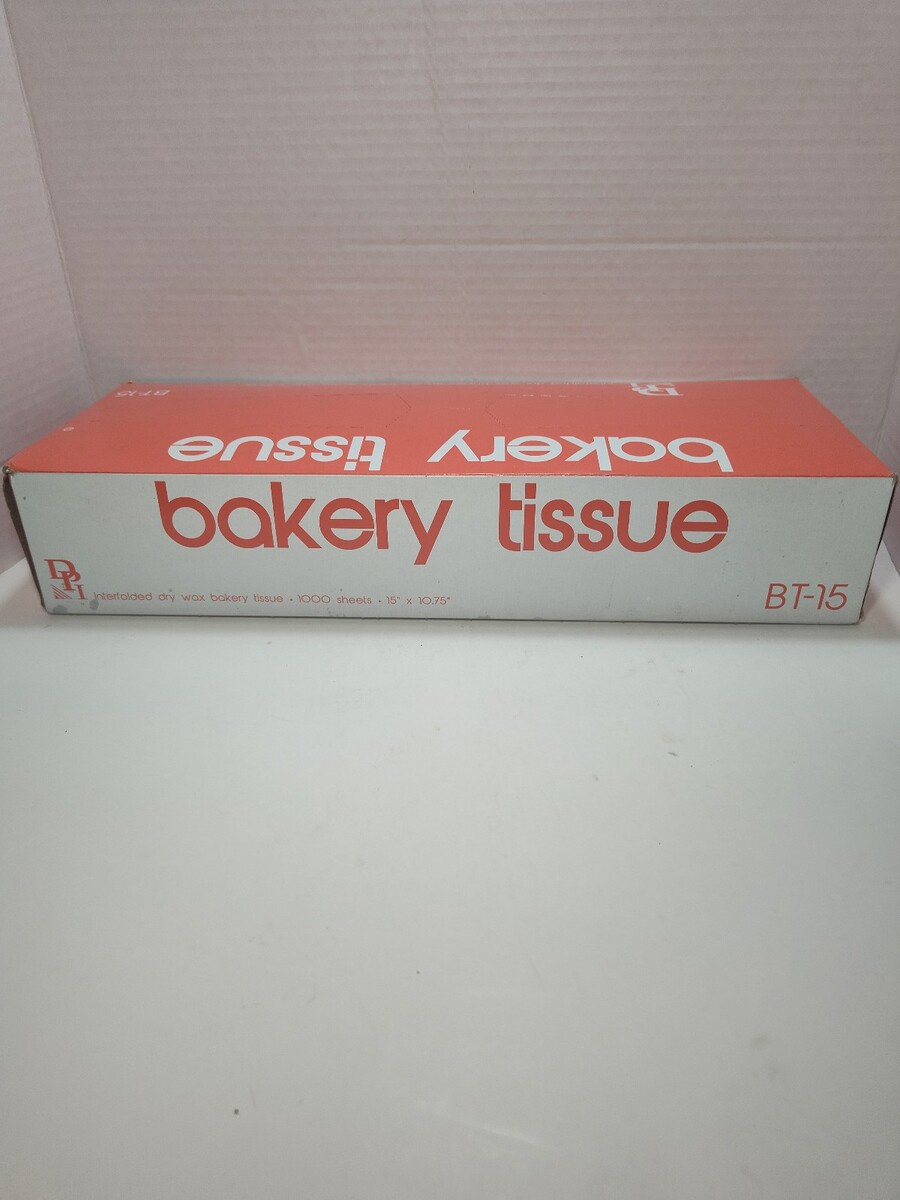 BT-15
DPI
bakery tissue
bakery tissue
DPI
interfolded dry wax bakery tissue • 1000 sheets • 15" x 10.75"
BT-15